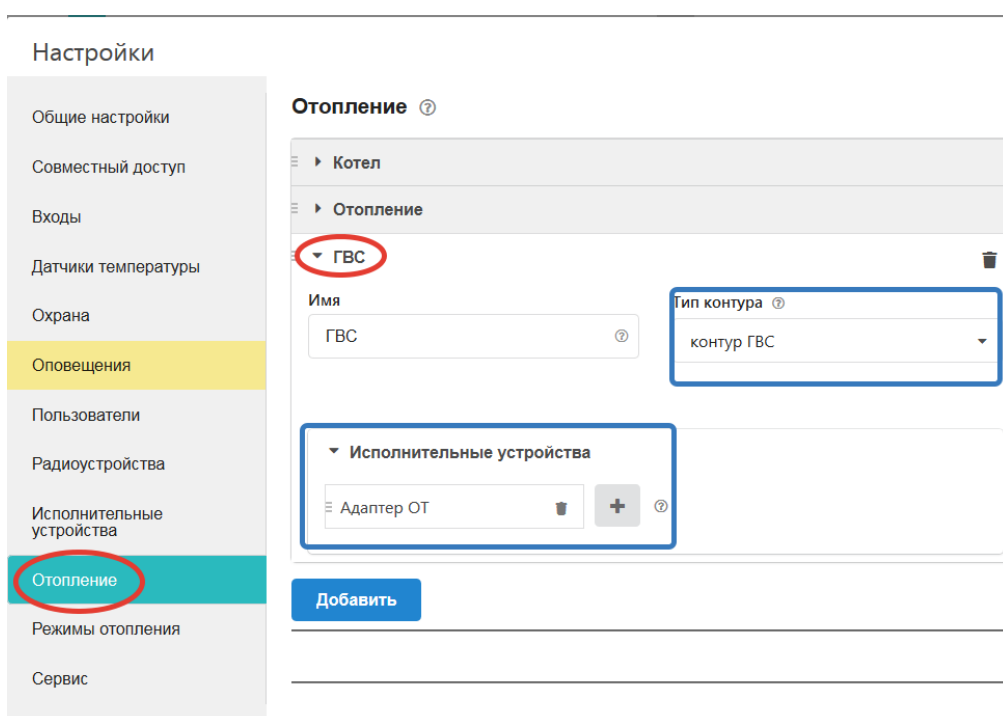 Настройки
Общие настройки
Совместный доступ
Входы
Датчики температуры
Охрана
Оповещения
Пользователи
Радиоустройства
Исполнительные
устройства
Отопление
Режимы отопления
Сервис
Отопление ?
Котел
Отопление
ГВС
Имя
ГВС ?
Тип контура ?
контур ГВС
Исполнительные устройства
Адаптер ОТ + ?
Добавить